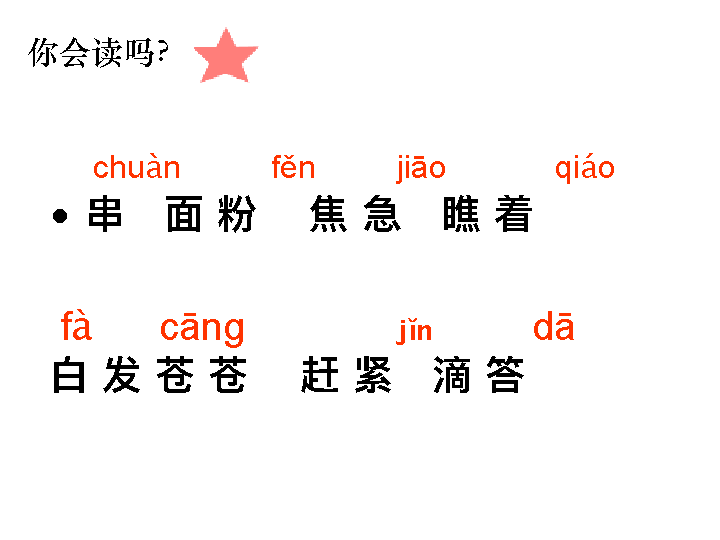 你会读吗?
chuàn fěn jiāo qiáo
• 串 面粉 焦急 瞧着
fà cāng jǐn dā
白发苍苍 赶紧 滴答